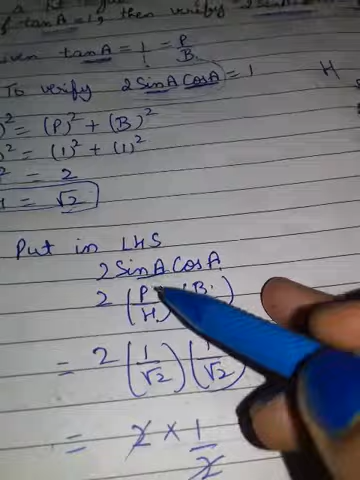 If tanA = 1, then verify 2SinA
given tanA = 1/1 = P/B
To verify 2SinA CosA = 1
H
)² = (P)² + (B)²
)² = (1)² + (1)²
² = 2
H = √2
Put in LHS
2SinA CosA
2 (P/H) (B. )
= 2 (1/√2) (1/√2)
= 2 × 1/2